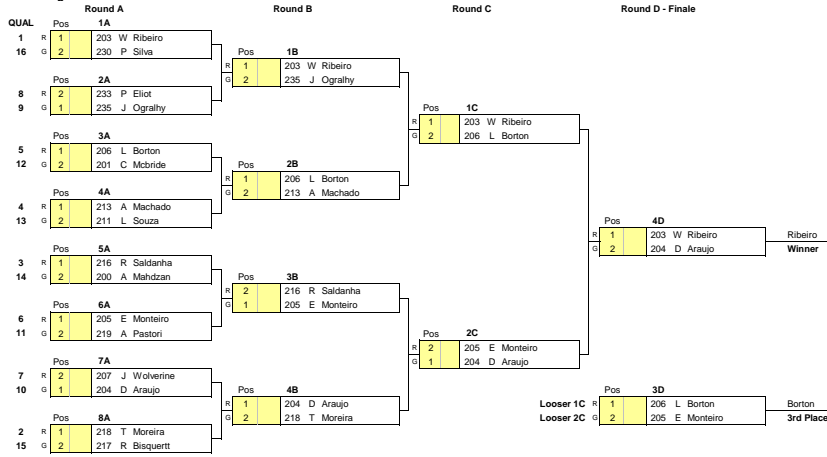 Round A Round B Round C Round D - Finale
QUAL Pos 1A
1 R 1 203 W Ribeiro
16 G 2 230 P Silva
Pos 1B
R 1 203 W Ribeiro
G 2 235 J Ogralhy
Pos 2A
8 R 2 233 P Eliot
9 G 1 235 J Ogralhy
Pos 1C
R 1 203 W Ribeiro
G 2 206 L Borton
Pos 3A
5 R 1 206 L Borton
12 G 2 201 C Mcbride
Pos 2B
R 1 206 L Borton
G 2 213 A Machado
Pos 4A
4 R 1 213 A Machado
13 G 2 211 L Souza
Pos 4D
R 1 203 W Ribeiro Ribeiro
G 2 204 D Araujo Winner
Pos 5A
3 R 1 216 R Saldanha
14 G 2 200 A Mahdzan
Pos 3B
R 2 216 R Saldanha
G 1 205 E Monteiro
Pos 6A
6 R 1 205 E Monteiro
11 G 2 219 A Pastori
Pos 2C
R 2 205 E Monteiro
G 1 204 D Araujo
Pos 7A
7 R 2 207 J Wolverine
10 G 1 204 D Araujo
Pos 4B
R 1 204 D Araujo
G 2 218 T Moreira
Pos 3D
Looser 1C R 1 206 L Borton Borton
Looser 2C G 2 205 E Monteiro 3rd Place
Pos 8A
2 R 1 218 T Moreira
15 G 2 217 R Bisquertt